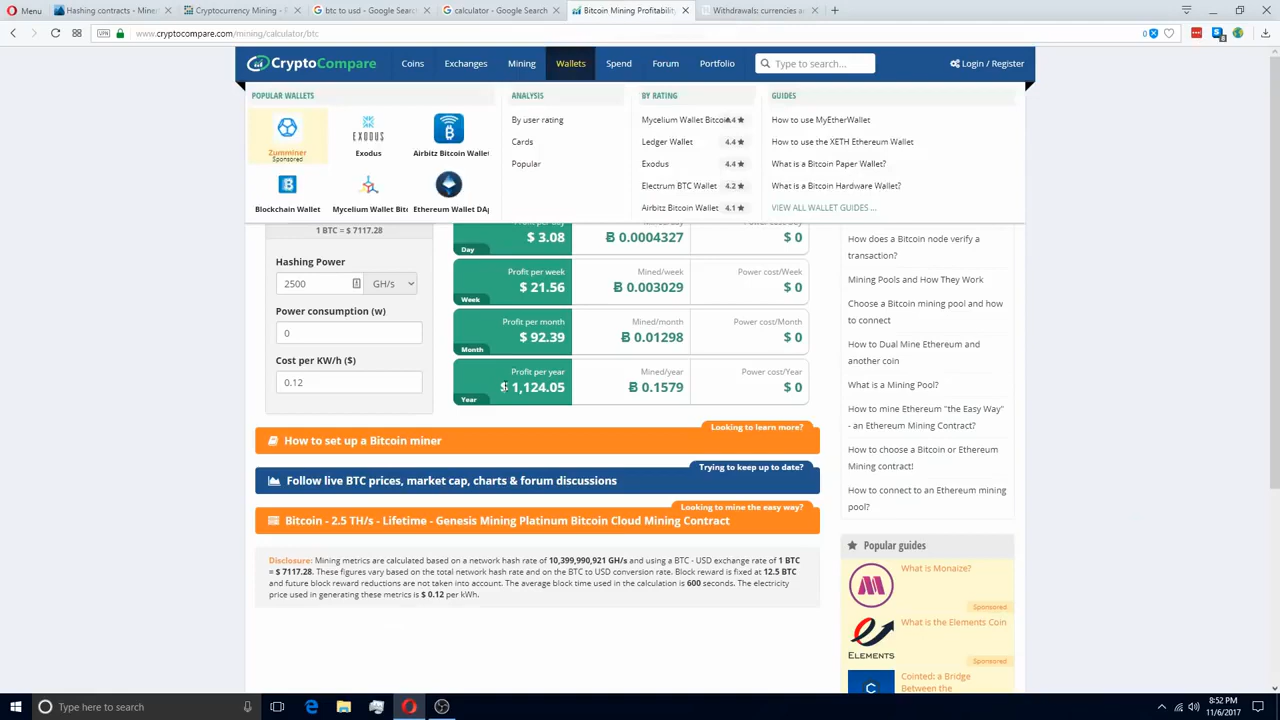 Menu
Hashing contracts - Min
Cryptocurrency Mining -
btc to usd - Google Search
calculator - Google Search
Bitcoin Mining Profitabilit
Withdrawals: currencies a
VPN
www.cryptocompare.com/mining/calculator/btc
0
CryptoCompare
Coins
Exchanges
Mining
Wallets
Spend
Forum
Portfolio
Type to search...
Login / Register
POPULAR WALLETS
Zumminer
Sponsored
Exodus
Airbitz Bitcoin Wallet
Blockchain Wallet
Mycelium Wallet Bitc
Ethereum Wallet DAp
ANALYSIS
By user rating
Cards
Popular
BY RATING
Mycelium Wallet Bitcoin 4.4
Ledger Wallet 4.4
Exodus 4.4
Electrum BTC Wallet 4.2
Airbitz Bitcoin Wallet 4.1
GUIDES
How to use MyEtherWallet
How to use the XETH Ethereum Wallet
What is a Bitcoin Paper Wallet?
What is a Bitcoin Hardware Wallet?
VIEW ALL WALLET GUIDES ...
1 BTC = $ 7117.28
Hashing Power
2500
GH/s
Power consumption (w)
0
Cost per KW/h ($)
0.12
$ 3.08
Day
Ƀ 0.0004327
$ 0
Profit per week
$ 21.56
Week
Mined/week
Ƀ 0.003029
Power cost/Week
$ 0
Profit per month
$ 92.39
Month
Mined/month
Ƀ 0.01298
Power cost/Month
$ 0
Profit per year
$ 1,124.05
Year
Mined/year
Ƀ 0.1579
Power cost/Year
$ 0
Looking to learn more?
How to set up a Bitcoin miner
Trying to keep up to date?
Follow live BTC prices, market cap, charts & forum discussions
Looking to mine the easy way?
Bitcoin - 2.5 TH/s - Lifetime - Genesis Mining Platinum Bitcoin Cloud Mining Contract
Disclosure: Mining metrics are calculated based on a network hash rate of 10,399,990,921 GH/s and using a BTC - USD exchange rate of 1 BTC
= $ 7117.28. These figures vary based on the total network hash rate and on the BTC to USD conversion rate. Block reward is fixed at 12.5 BTC
and future block reward reductions are not taken into account. The average block time used in the calculation is 600 seconds. The electricity
price used in generating these metrics is $ 0.12 per kWh.
How does a Bitcoin node verify a
transaction?
Mining Pools and How They Work
Choose a Bitcoin mining pool and how
to connect
How to Dual Mine Ethereum and
another coin
What is a Mining Pool?
How to mine Ethereum "the Easy Way"
- an Ethereum Mining Contract?
How to choose a Bitcoin or Ethereum
Mining contract!
How to connect to an Ethereum mining
pool?
Popular guides
What is Monaize?
Sponsored
What is the Elements Coin
ELEMENTS
Sponsored
Cointed: a Bridge
Between the
Type here to search
8:52 PM
11/6/2017